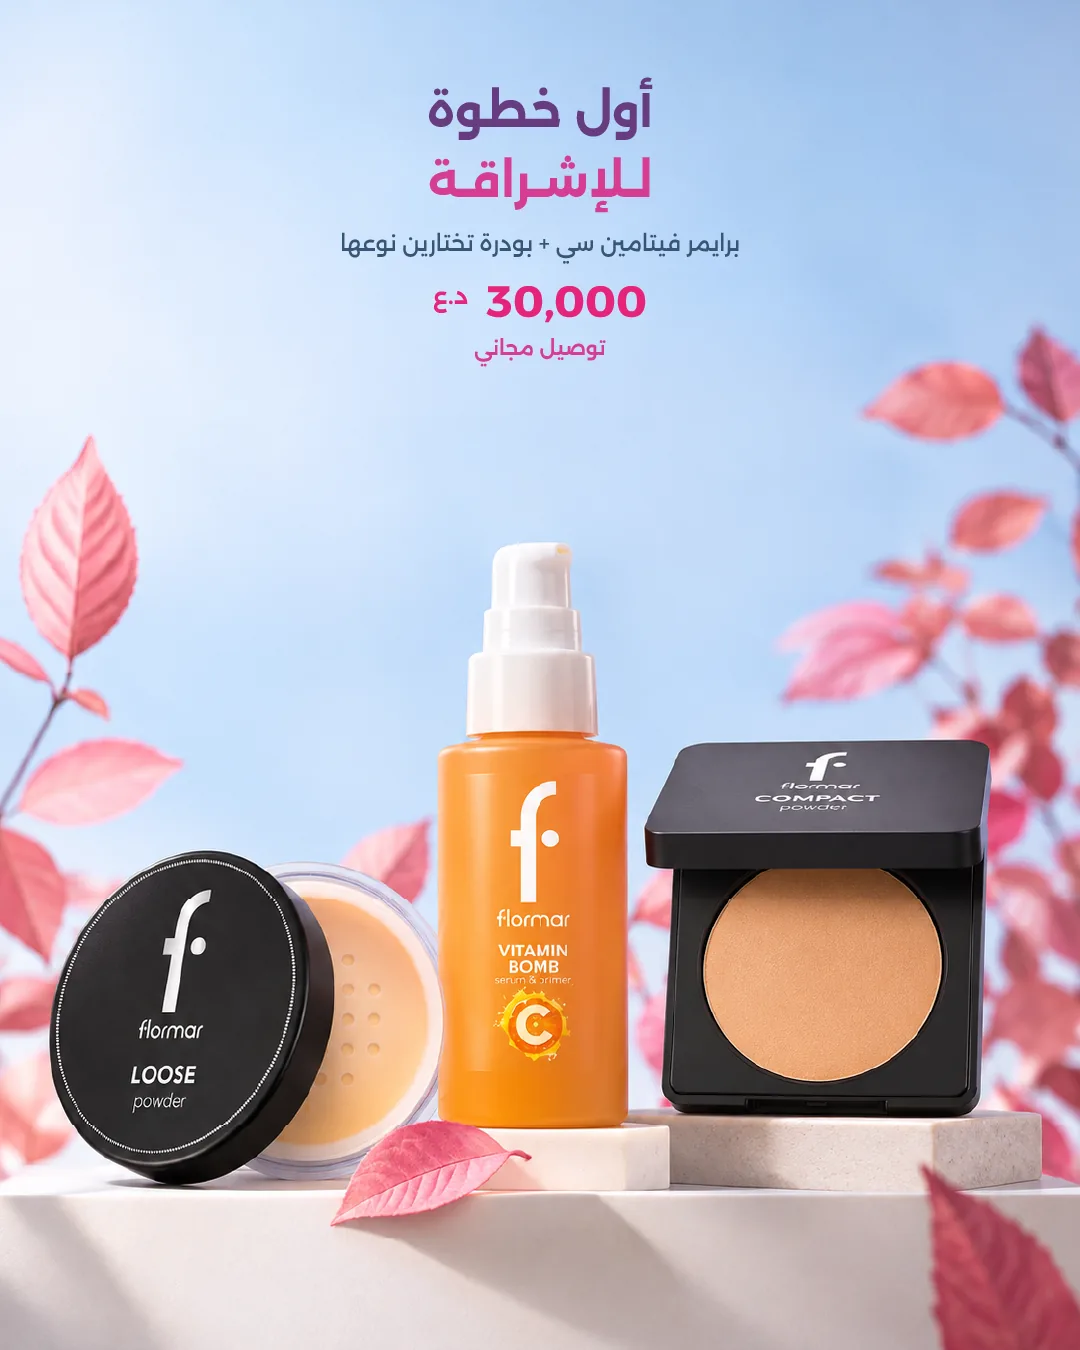 أول خطوة
للإشراقة
برايمر فيتامين سي + بودرة تختارين نوعها
30,000 د.ع
توصيل مجاني
flormar
LOOSE
powder
flormar
VITAMIN
BOMB
serum & primer
C
flormar
COMPACT
powder